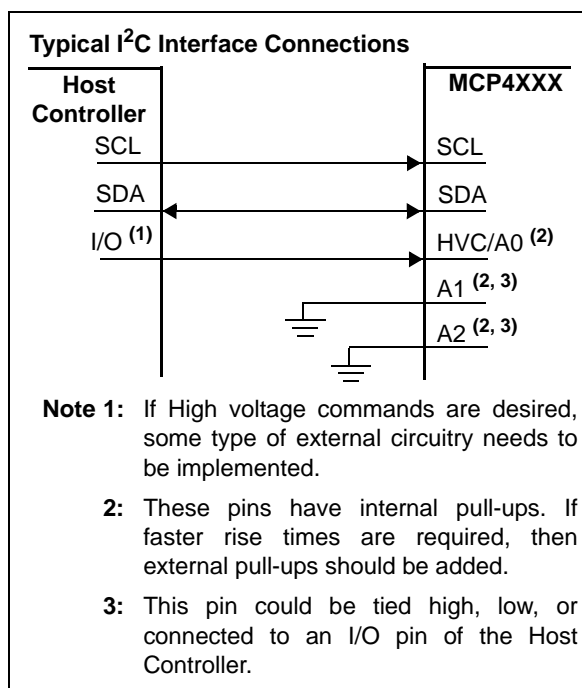 Typical I²C Interface Connections
Host
Controller
MCP4XXX
SCL
SCL
SDA
SDA
I/O (1)
HVC/A0 (2)
A1 (2, 3)
A2 (2, 3)
Note 1: If High voltage commands are desired,
some type of external circuitry needs to
be implemented.
2: These pins have internal pull-ups. If
faster rise times are required, then
external pull-ups should be added.
3: This pin could be tied high, low, or
connected to an I/O pin of the Host
Controller.